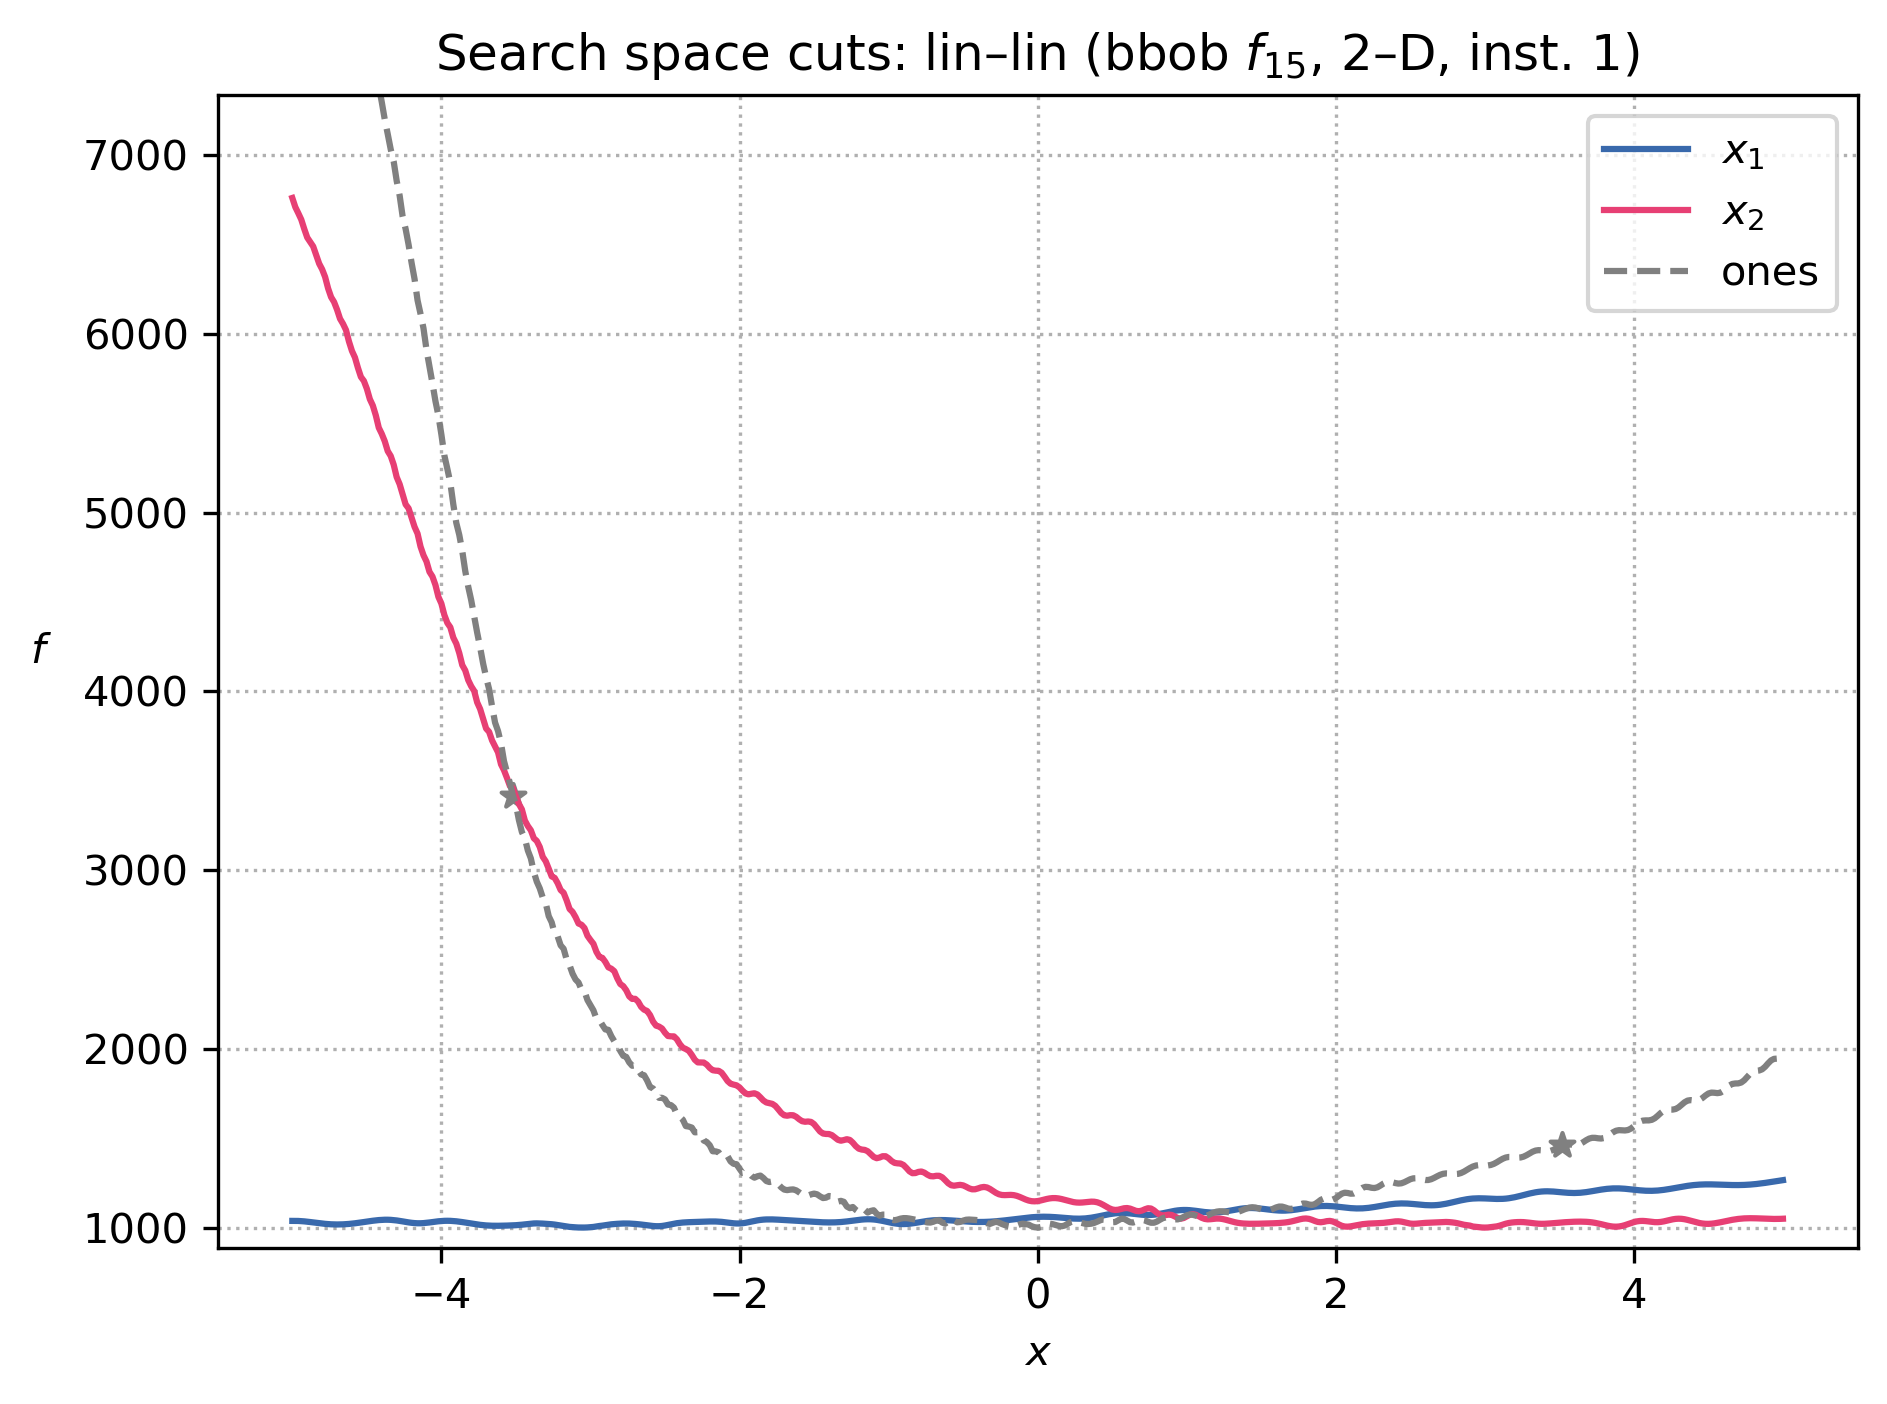 Search space cuts: lin–lin (bbob f15, 2–D, inst. 1)
7000
6000
5000
4000
3000
2000
1000
f
x1
x2
ones
−4
−2
0
2
4
x